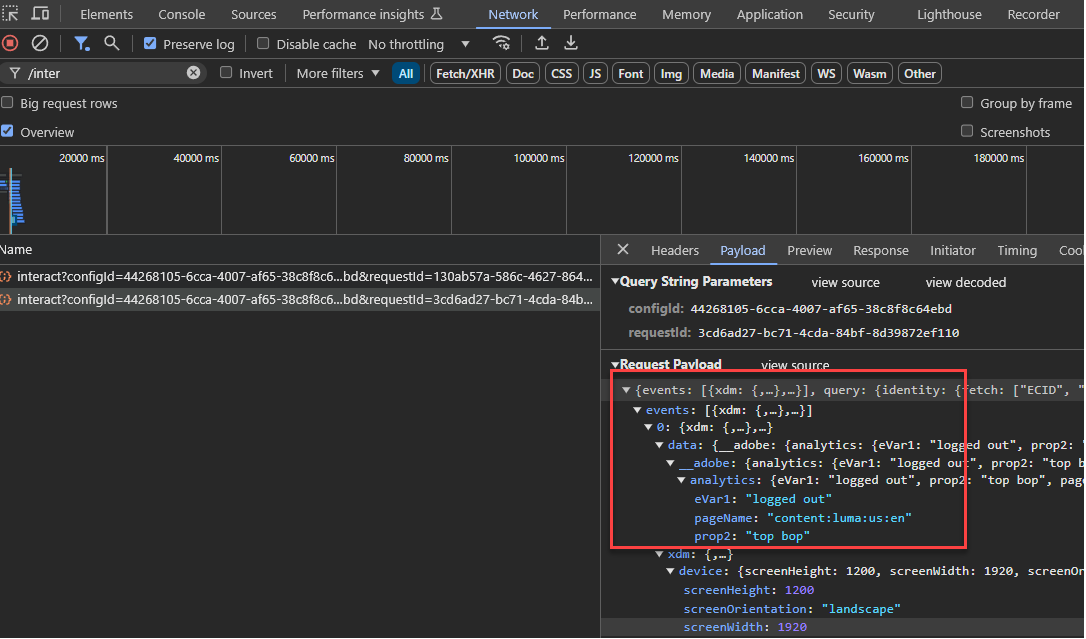 Elements Console Sources Performance insights Network Performance Memory Application Security Lighthouse Recorder
Preserve log Disable cache No throttling
/inter Invert More filters All Fetch/XHR Doc CSS JS Font Img Media Manifest WS Wasm Other
Big request rows Group by frame
Overview Screenshots
20000 ms 40000 ms 60000 ms 80000 ms 100000 ms 120000 ms 140000 ms 160000 ms 180000 ms
Name
interact?configId=44268105-6cca-4007-af65-38c8f8c6...bd&requestId=130ab57a-586c-4627-864...
interact?configId=44268105-6cca-4007-af65-38c8f8c6...bd&requestId=3cd6ad27-bc71-4cda-84b...
Headers Payload Preview Response Initiator Timing Coo
Query String Parameters view source view decoded
configId: 44268105-6cca-4007-af65-38c8f8c64ebd
requestId: 3cd6ad27-bc71-4cda-84bf-8d39872ef110
Request Payload view source
{events: [{xdm: {,…},…}], query: {identity: {fetch: ["ECID", "
events: [{xdm: {,…},…}]
0: {xdm: {,…},…}
data: {__adobe: {analytics: {eVar1: "logged out", prop2: "
__adobe: {analytics: {eVar1: "logged out", prop2: "top b
analytics: {eVar1: "logged out", prop2: "top bop", pag
eVar1: "logged out"
pageName: "content:luma:us:en"
prop2: "top bop"
xdm: {,…}
device: {screenHeight: 1200, screenWidth: 1920, screenOr
screenHeight: 1200
screenOrientation: "landscape"
screenWidth: 1920